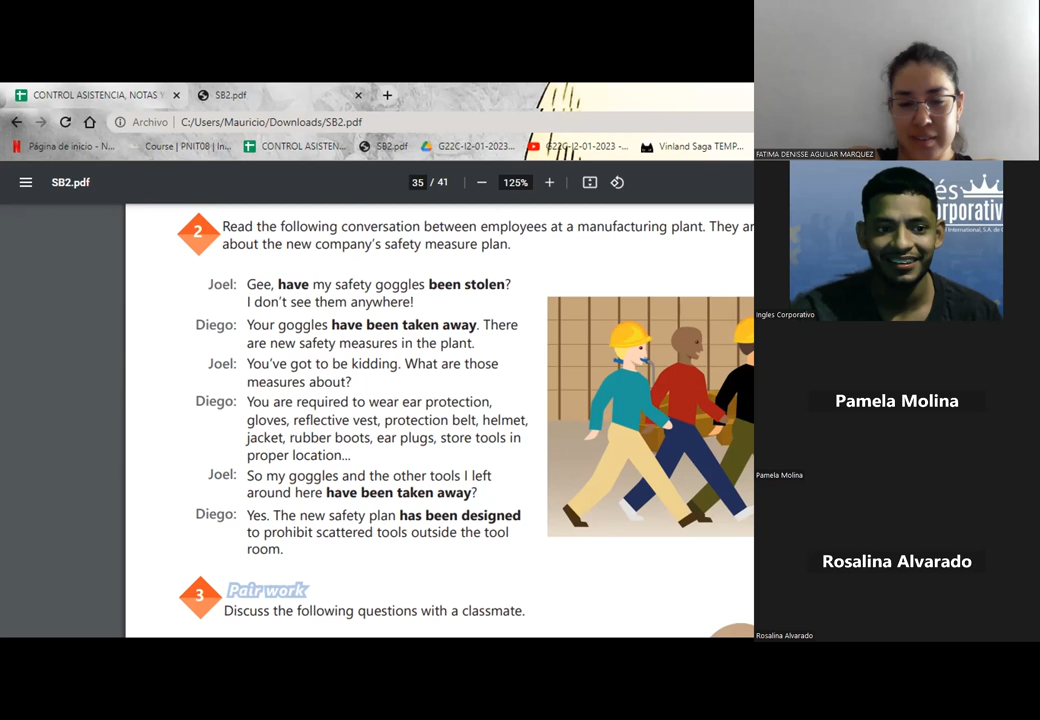 CONTROL ASISTENCIA, NOTAS Y
SB2.pdf
Archivo
C:/Users/Mauricio/Downloads/SB2.pdf
Página de inicio - N...
Course | PNIT08 | In...
CONTROL ASISTEN...
SB2.pdf
G22C-I2-01-2023...
G22C-I2-01-2023 -...
Vinland Saga TEMP...
SB2.pdf
35 / 41
125%
2
Read the following conversation between employees at a manufacturing plant. They ar
about the new company's safety measure plan.
Joel: Gee, have my safety goggles been stolen?
I don't see them anywhere!
Diego: Your goggles have been taken away. There
are new safety measures in the plant.
Joel: You've got to be kidding. What are those
measures about?
Diego: You are required to wear ear protection,
gloves, reflective vest, protection belt, helmet,
jacket, rubber boots, ear plugs, store tools in
proper location...
Joel: So my goggles and the other tools I left
around here have been taken away?
Diego: Yes. The new safety plan has been designed
to prohibit scattered tools outside the tool
room.
3
Pair work
Discuss the following questions with a classmate.
FATIMA DENISSE AGUILAR MARQUEZ
és
orporativ
International, S.A. de C
Ingles Corporativo
Pamela Molina
Pamela Molina
Rosalina Alvarado
Rosalina Alvarado